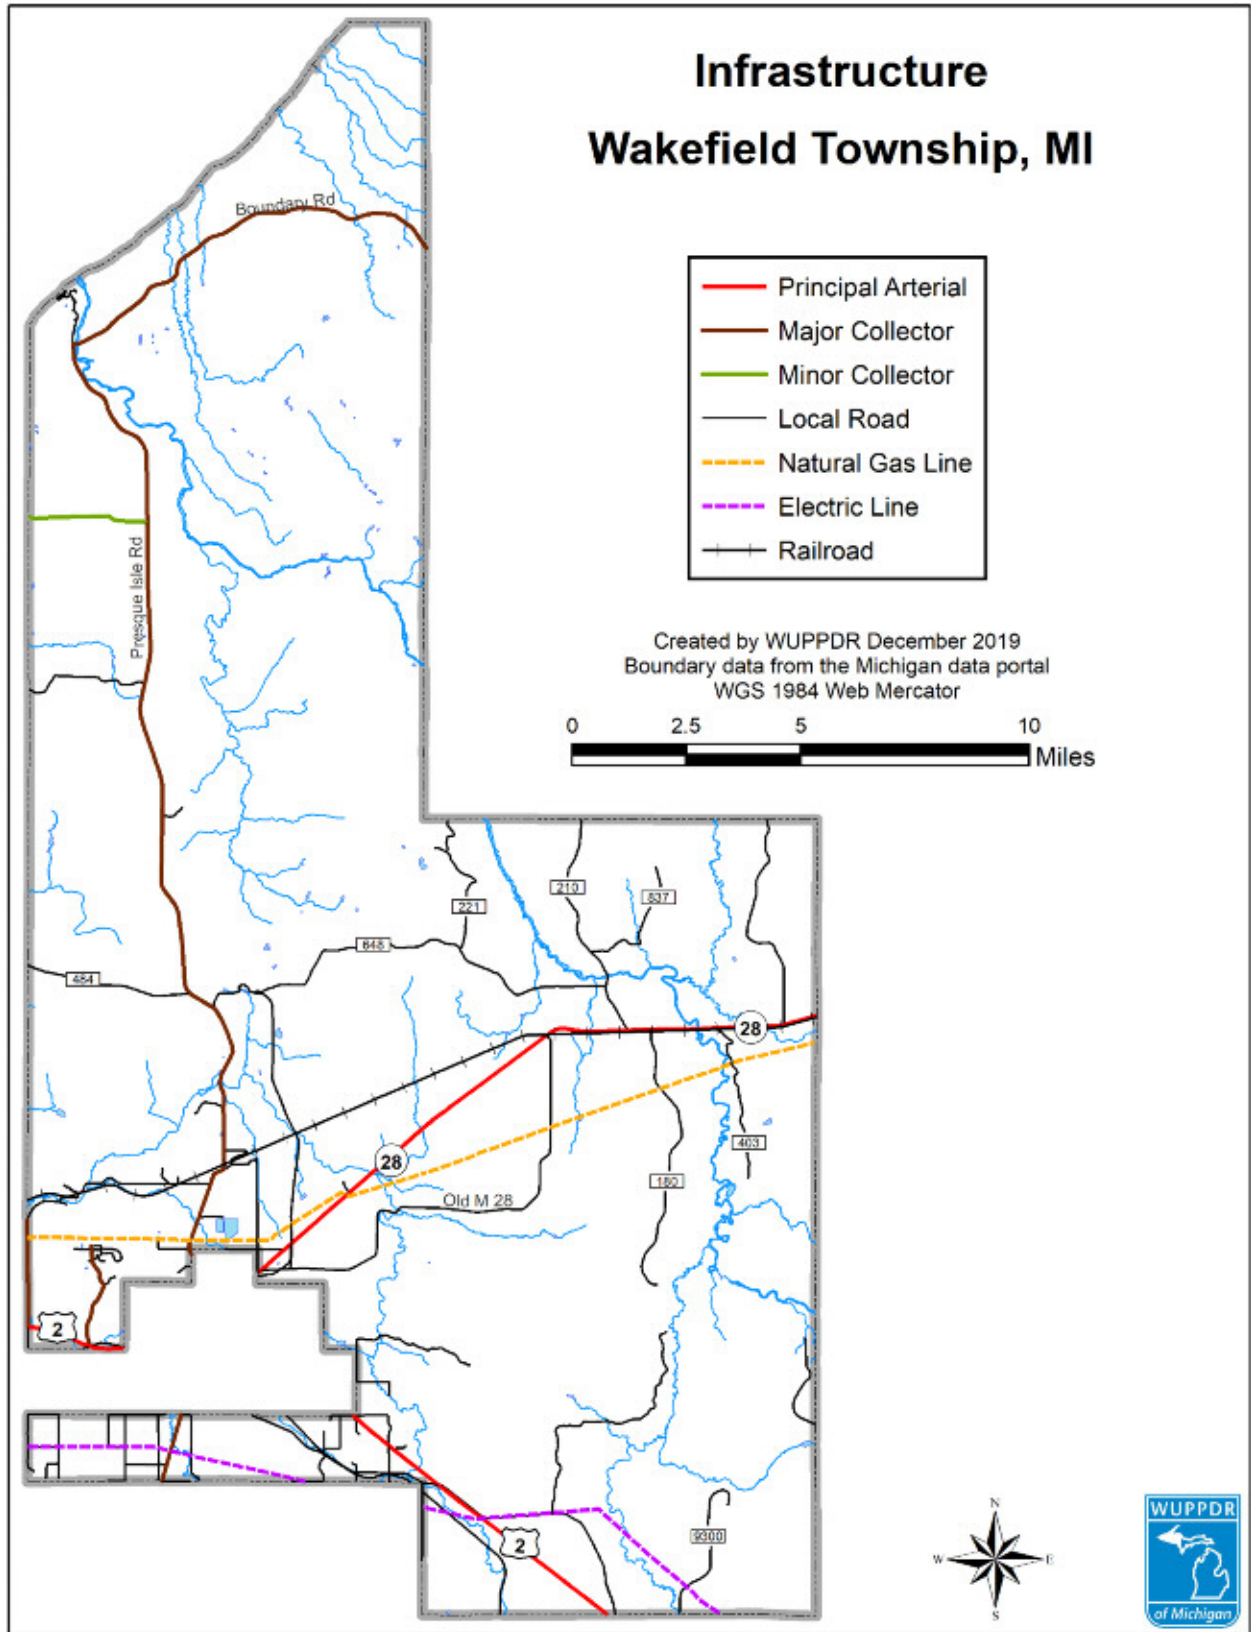 Infrastructure
Wakefield Township, MI
Boundary Rd
Principal Arterial
Major Collector
Minor Collector
Local Road
Natural Gas Line
Electric Line
Railroad
Presque Isle Rd
Created by WUPPDR December 2019
Boundary data from the Michigan data portal
WGS 1984 Web Mercator
0 2.5 5 10
Miles
210
837
221
648
484
28
403
28
180
Old M 28
2
9300
2
N
W E
S
WUPPDR
of Michigan